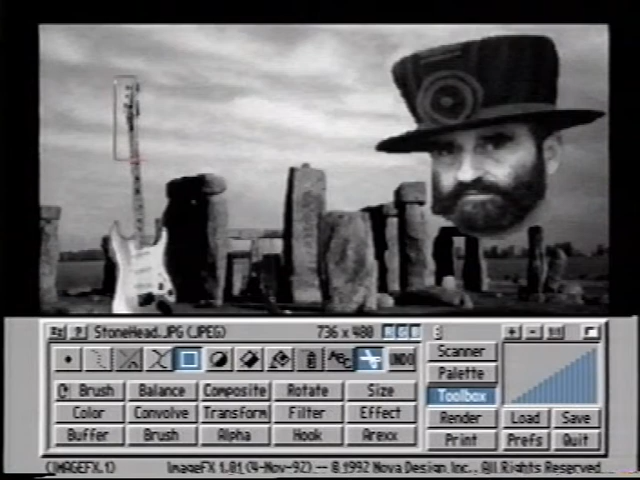 StoneHead.JPG (JPEG) 736 x 480
ABC UNDO
Scanner
Palette
Toolbox
Render
Print
Brush Balance Composite Rotate Size
Color Convolve Transform Filter Effect
Buffer Brush Alpha Hook Arexx
Load Save
Prefs Quit
(IMAGEFX.1) ImageFX 1.01 (4-Nov-92) -- © 1992 Nova Design Inc., All Rights Reserved.